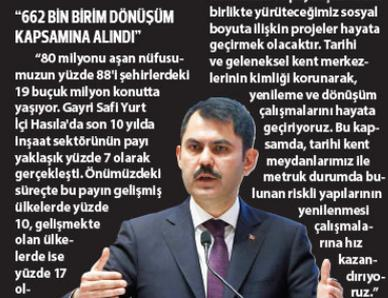 “662 BİN BİRİM DÖNÜŞÜM
KAPSAMINA ALINDI”
“80 milyonu aşan nüfusu-
muzun yüzde 88'i şehirlerdeki
19 buçuk milyon konutta
yaşıyor. Gayri Safi Yurt
İçi Hasıla'da son 10 yılda
inşaat sektörünün payı
yaklaşık yüzde 7 olarak
gerçekleşti. Önümüzdeki
süreçte bu payın gelişmiş
ülkelerde yüzde
10, gelişmekte
olan ülke-
lerde ise
yüzde 17
ol-
birlikte yürüteceğimiz sosyal
boyuta ilişkin projeler hayata
geçirmek olacaktır. Tarihi
ve geleneksel kent merkez-
lerinin kimliği korunarak,
yenileme ve dönüşüm
çalışmalarını hayata
geçiriyoruz. Bu kap-
samda, tarihi kent
meydanlarımız ile
metruk durumda bu-
lunan riskli yapılarının
yenilenmesi
çalışmala-
rına hız
kazan-
dırıyo-
ruz.”